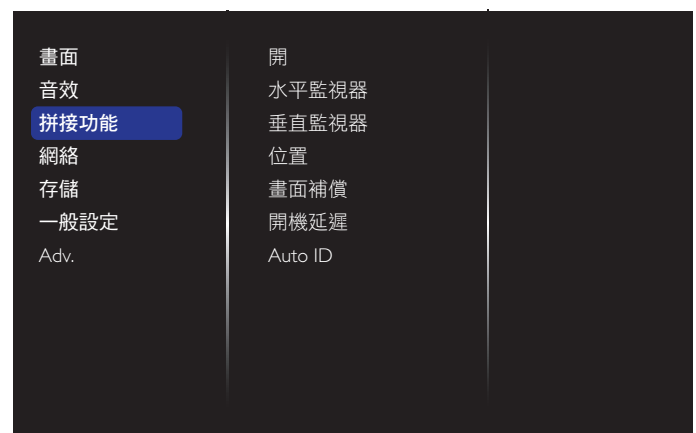 畫面
音效
拼接功能
網絡
存儲
一般設定
Adv.
開
水平監視器
垂直監視器
位置
畫面補償
開機延遲
Auto ID